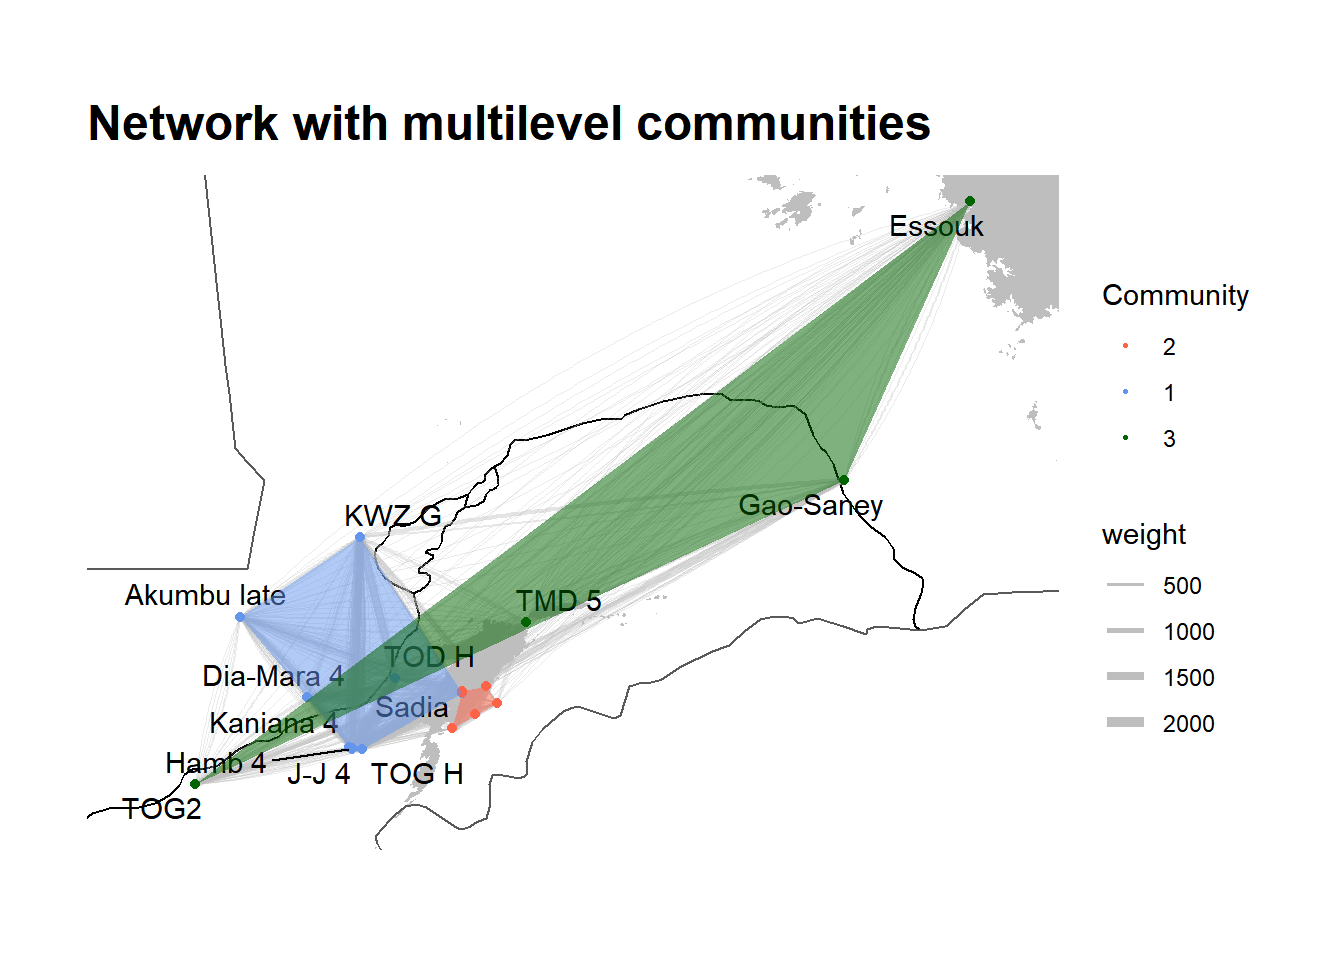 Network with multilevel communities
Essouk
Community
2
1
3
Gao-Saney
KWZ G
weight
500
1000
1500
2000
Akumbu late
TMD 5
TOD H
Dia-Mara 4
Sadia
Kaniana 4
Hamb 4
J-J 4
TOG H
TOG2